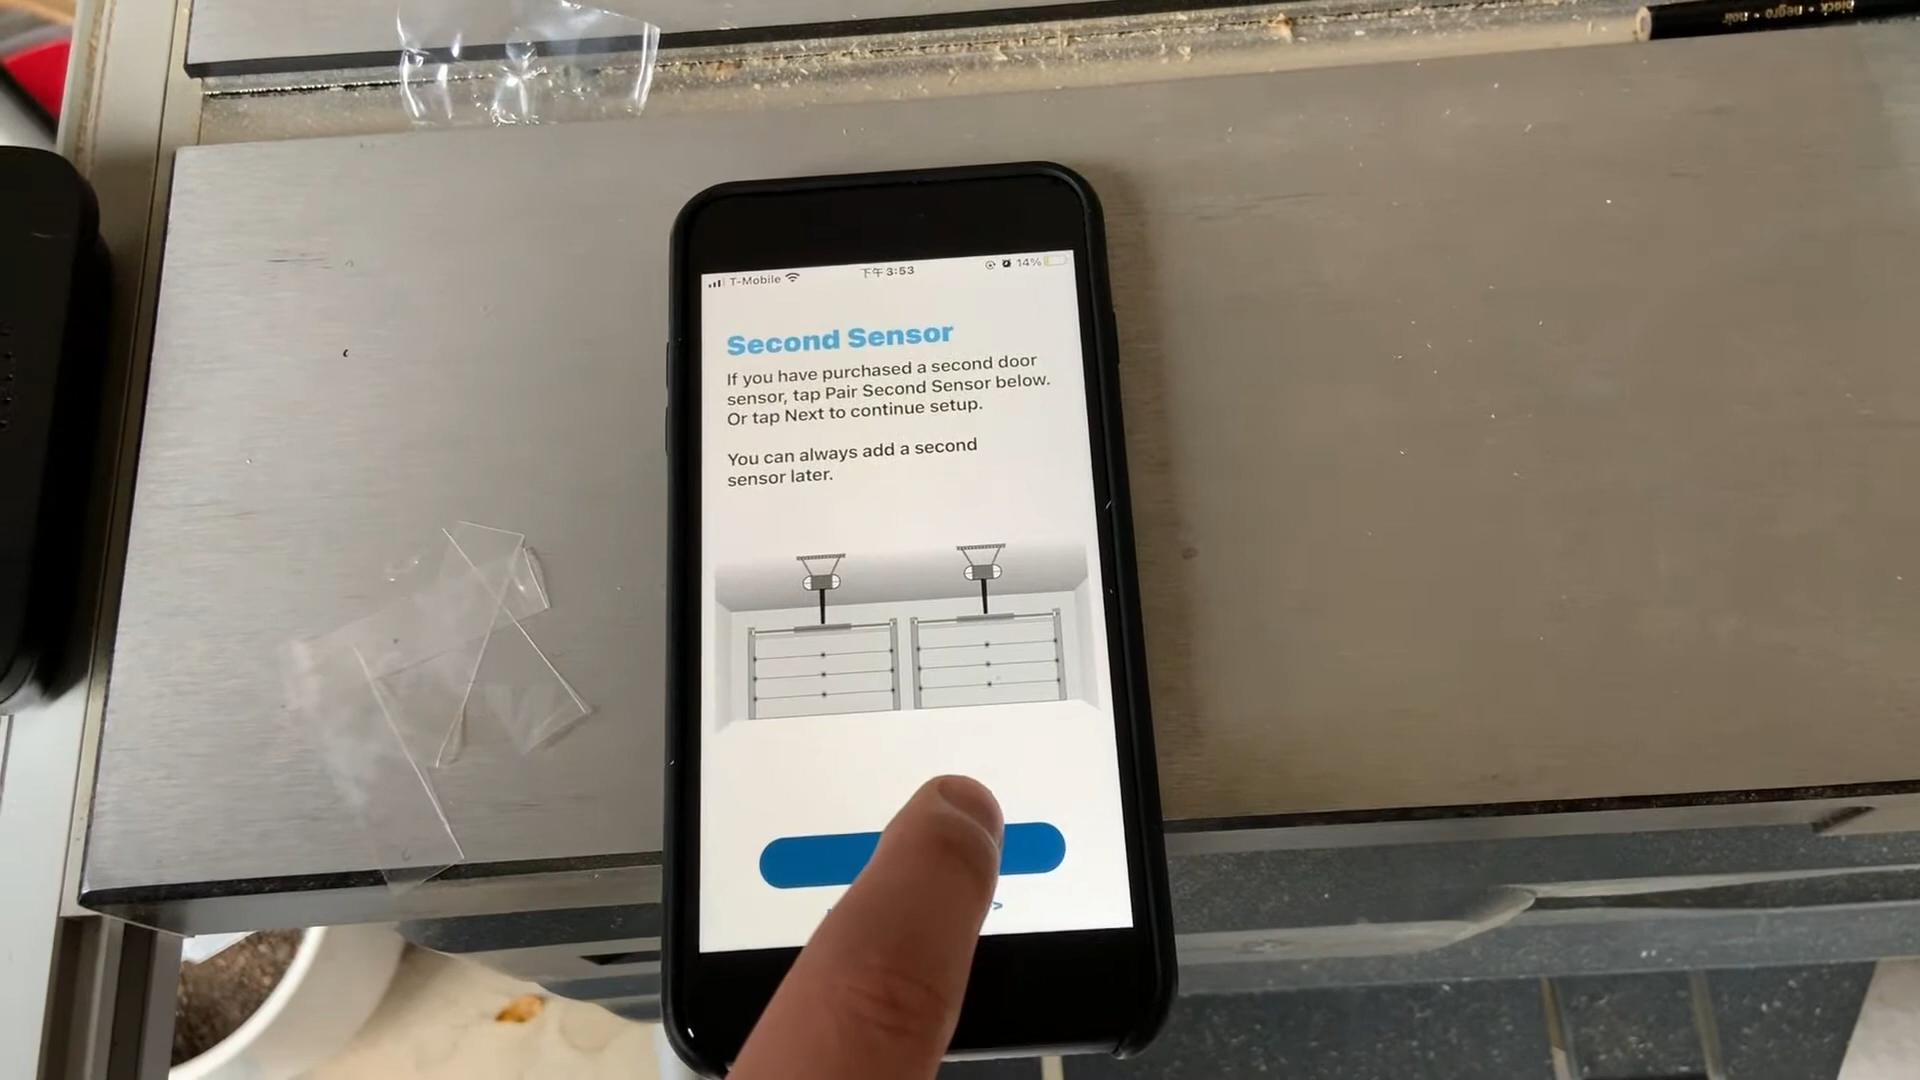 black • negro • noir
T-Mobile
下午3:53
14%
Second Sensor
If you have purchased a second door
sensor, tap Pair Second Sensor below.
Or tap Next to continue setup.
You can always add a second
sensor later.
>